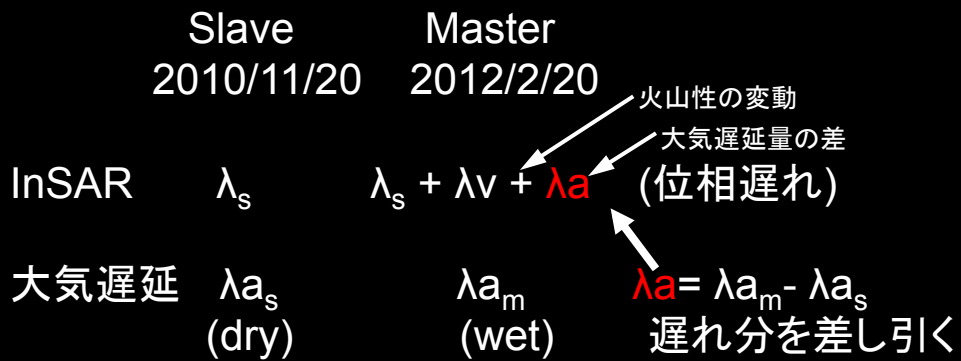 Slave Master
2010/11/20 2012/2/20
火山性の変動
大気遅延量の差
InSAR λs λs + λv + λa (位相遅れ)
大気遅延 λas λam λa= λam- λas
(dry) (wet) 遅れ分を差し引く